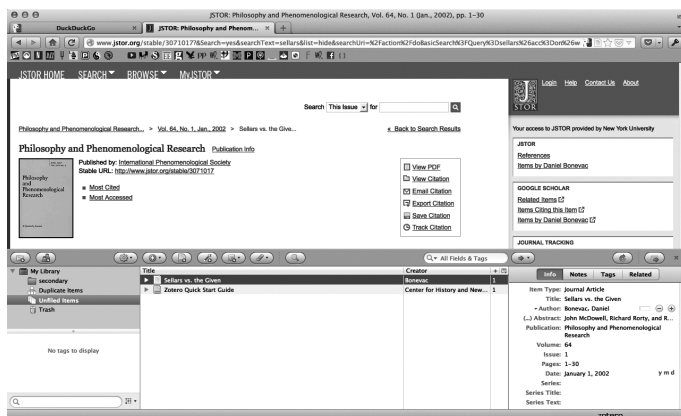 JSTOR: Philosophy and Phenomenological Research, Vol. 64, No. 1 (Jan., 2002), pp. 1-30
DuckDuckGo
JSTOR: Philosophy and Phenom...
www.jstor.org/stable/3071017?&Search=yes&searchText=sellars&list=hide&searchUri=%2Faction%2FdoBasicSearch%3FQuery%3Dsellars%26acc%3Don%26w
JSTOR HOME SEARCH BROWSE MyJSTOR
Login Help Contact Us About
JSTOR
Search This Issue for
Philosophy and Phenomenological Research... > Vol. 64, No. 1, Jan., 2002 > Sellars vs. the Give...
« Back to Search Results
Your access to JSTOR provided by New York University
Philosophy and Phenomenological Research Publication Info
Published by: International Phenomenological Society
Stable URL: http://www.jstor.org/stable/3071017
Most Cited
Most Accessed
Philosophy
and
Phenomenological
Research
View PDF
View Citation
Email Citation
Export Citation
Save Citation
Track Citation
JSTOR
References
Items by Daniel Bonevac
GOOGLE SCHOLAR
Related Items
Items Citing this Item
Items by Daniel Bonevac
JOURNAL TRACKING
All Fields & Tags
My Library
secondary
Duplicate Items
Unfiled Items
Trash
No tags to display
Title Creator
Sellars vs. the Given Bonevac 1
Zotero Quick Start Guide Center for History and New... 1
Info Notes Tags Related
Item Type: Journal Article
Title: Sellars vs. the Given
Author: Bonevac, Daniel
(...) Abstract: John McDowell, Richard Rorty, and R...
Publication: Philosophy and Phenomenological
Research
Volume: 64
Issue: 1
Pages: 1-30
Date: January 1, 2002 y m d
Series:
Series Title:
Series Text:
zotero